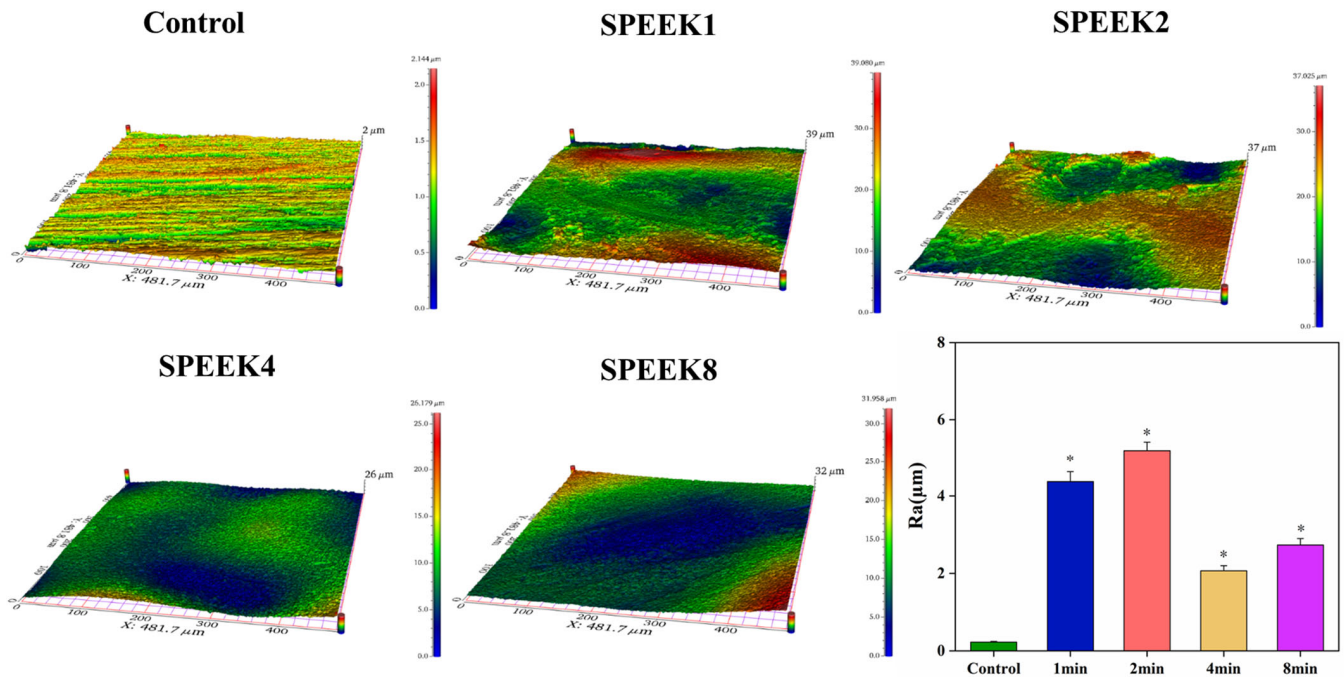 Control
SPEEK1
SPEEK2
2.144 μm
2.0
1.5
1.0
0.5
0.0
2 μm
0
100
200
300
400
X: 481.7 μm
39.080 μm
30.0
20.0
10.0
0.0
39 μm
0
100
200
300
400
X: 481.7 μm
37.025 μm
30.0
20.0
10.0
0.0
37 μm
0
100
200
300
400
X: 481.7 μm
SPEEK4
SPEEK8
26.179 μm
25.0
20.0
15.0
10.0
5.0
0.0
26 μm
0
100
200
300
400
X: 481.7 μm
31.958 μm
30.0
25.0
20.0
15.0
10.0
5.0
0.0
32 μm
0
100
200
300
400
X: 481.7 μm
Ra(μm)
8
6
4
2
0
*
*
*
*
Control 1min 2min 4min 8min